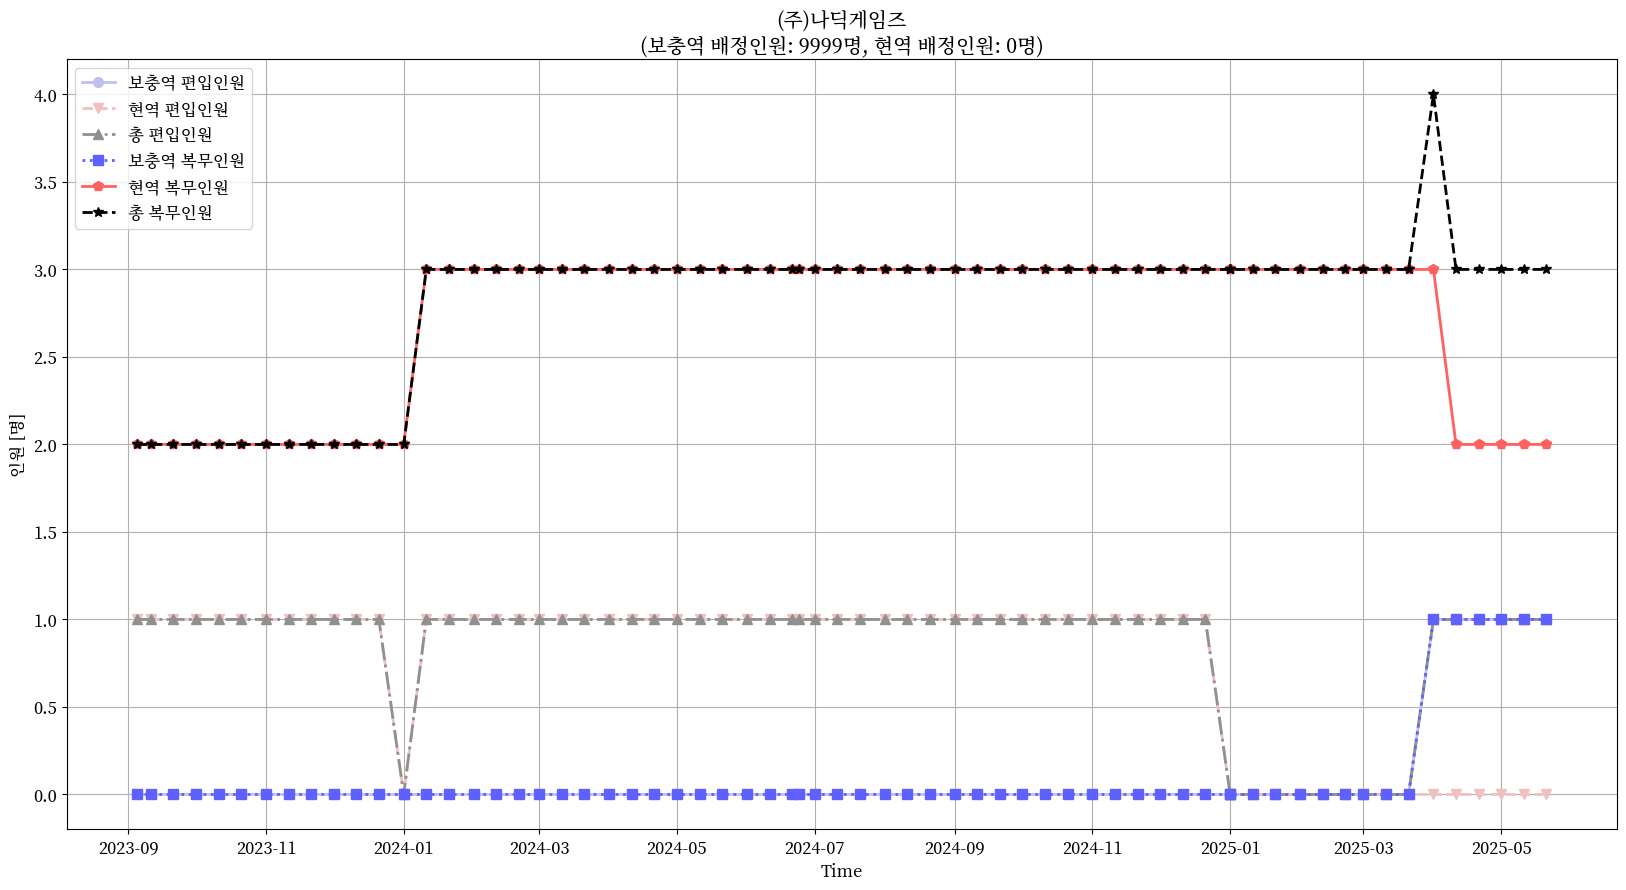 (주)나딕게임즈
(보충역 배정인원: 9999명, 현역 배정인원: 0명)
보충역 편입인원
현역 편입인원
총 편입인원
보충역 복무인원
현역 복무인원
총 복무인원
4.0
3.5
3.0
2.5
2.0
1.5
1.0
0.5
0.0
인원 [명]
2023-09 2023-11 2024-01 2024-03 2024-05 2024-07 2024-09 2024-11 2025-01 2025-03 2025-05
Time